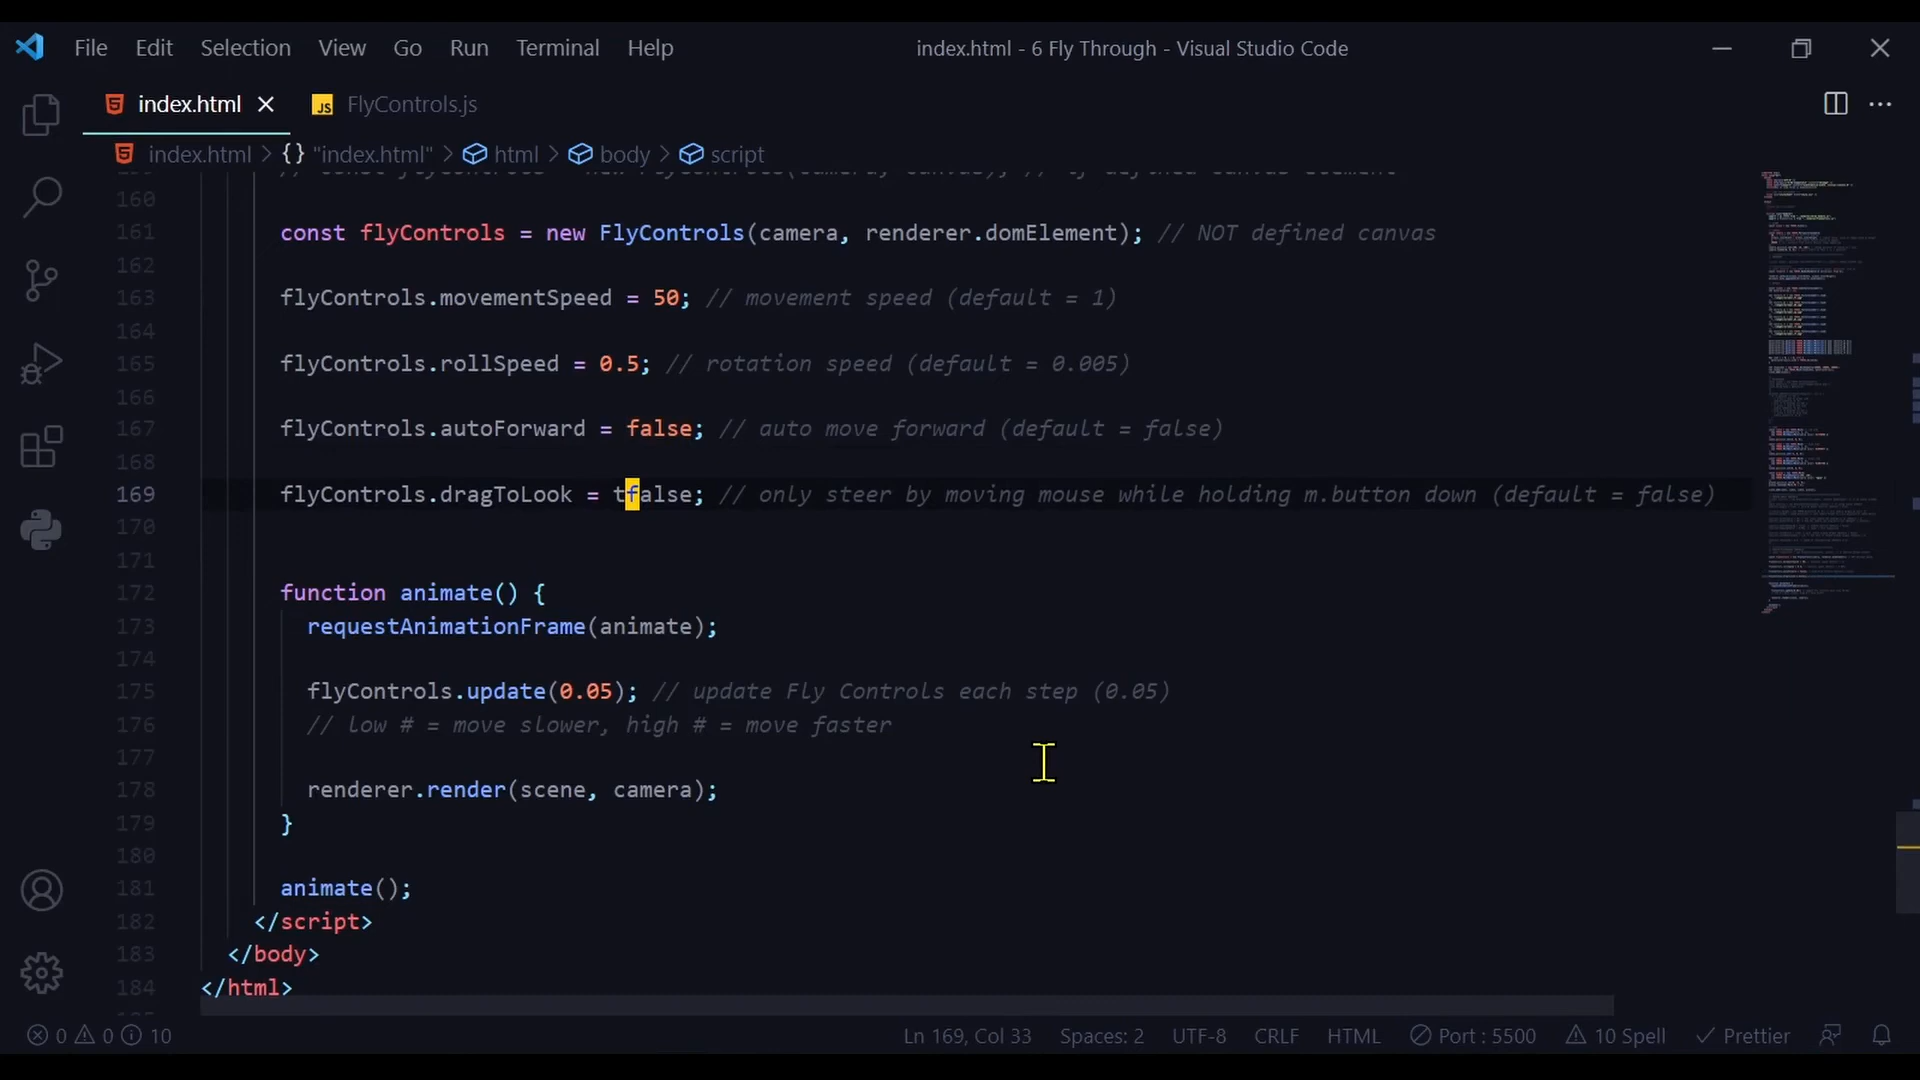 File Edit Selection View Go Run Terminal Help index.html - 6 Fly Through - Visual Studio Code
index.html JS FlyControls.js
index.html > {} "index.html" > html > body > script
160
161 const flyControls = new FlyControls(camera, renderer.domElement); // NOT defined canvas
162
163 flyControls.movementSpeed = 50; // movement speed (default = 1)
164
165 flyControls.rollSpeed = 0.5; // rotation speed (default = 0.005)
166
167 flyControls.autoForward = false; // auto move forward (default = false)
168
169 flyControls.dragToLook = tfalse; // only steer by moving mouse while holding m.button down (default = false)
170
171
172 function animate() {
173 requestAnimationFrame(animate);
174
175 flyControls.update(0.05); // update Fly Controls each step (0.05)
176 // low # = move slower, high # = move faster
177
178 renderer.render(scene, camera);
179 }
180
181 animate();
182 </script>
183 </body>
184 </html>
0 0 10 Ln 169, Col 33 Spaces: 2 UTF-8 CRLF HTML Port : 5500 10 Spell Prettier